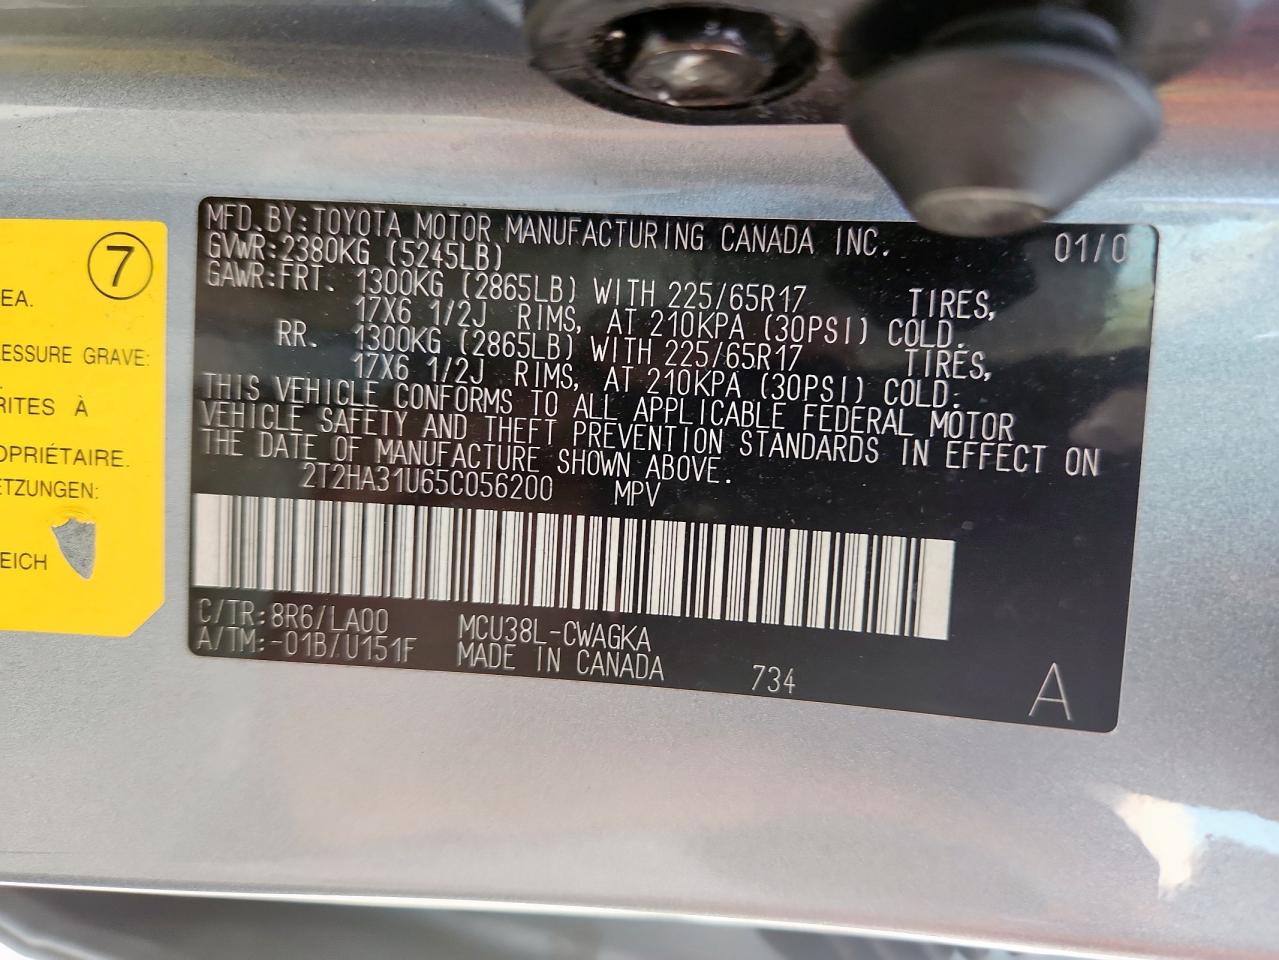 7
EA.
ESSURE GRAVE:
.
RITES À
OPRIÉTAIRE.
ETZUNGEN:
EICH
MFD.BY:TOYOTA MOTOR MANUFACTURING CANADA INC. 01/0
GVWR:2380KG (5245LB)
GAWR:FRT. 1300KG (2865LB) WITH 225/65R17 TIRES,
17X6 1/2J RIMS, AT 210KPA (30PSI) COLD.
RR. 1300KG (2865LB) WITH 225/65R17 TIRES,
17X6 1/2J RIMS, AT 210KPA (30PSI) COLD.
THIS VEHICLE CONFORMS TO ALL APPLICABLE FEDERAL MOTOR
VEHICLE SAFETY AND THEFT PREVENTION STANDARDS IN EFFECT ON
THE DATE OF MANUFACTURE SHOWN ABOVE.
2T2HA31U65C056200 MPV
C/TR:8R6/LA00 MCU38L-CWAGKA
A/TM:-01B/U151F MADE IN CANADA 734 A